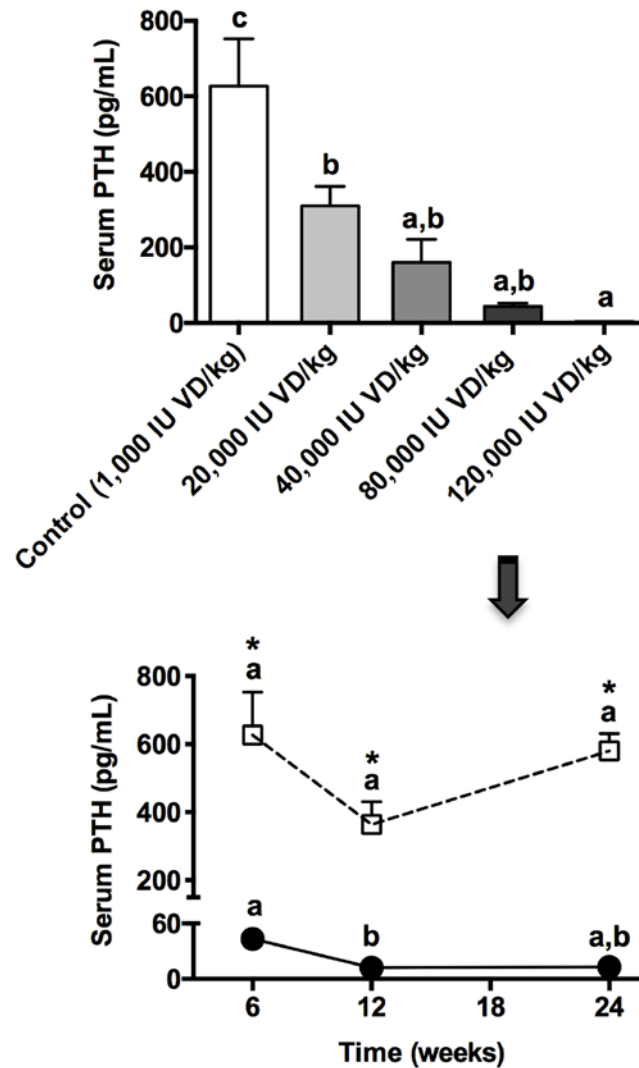 Serum PTH (pg/mL)
800
600
400
200
0
c
b
a,b
a,b
a
Control (1,000 IU VD/kg)
20,000 IU VD/kg
40,000 IU VD/kg
80,000 IU VD/kg
120,000 IU VD/kg
Serum PTH (pg/mL)
800
600
400
200
60
0
*
a
*
a
*
a
a
b
a,b
6
12
18
24
Time (weeks)